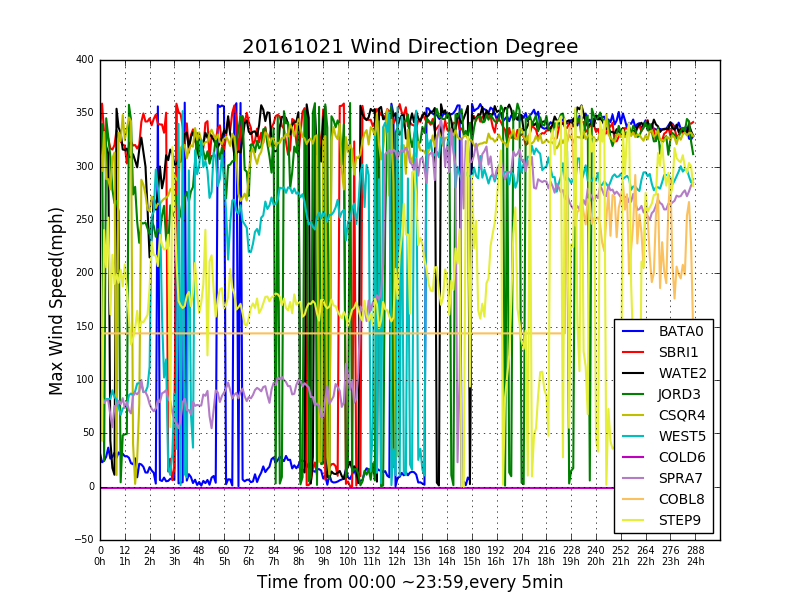 20161021 Wind Direction Degree
Max Wind Speed(mph)
400
350
300
250
200
150
100
50
0
−50
BATA0
SBRI1
WATE2
JORD3
CSQR4
WEST5
COLD6
SPRA7
COBL8
STEP9
0 12 24 36 48 60 72 84 96 108 120 132 144 156 168 180 192 204 216 228 240 252 264 276 288
0h 1h 2h 3h 4h 5h 6h 7h 8h 9h 10h 11h 12h 13h 14h 15h 16h 17h 18h 19h 20h 21h 22h 23h 24h
Time from 00:00 ~23:59,every 5min